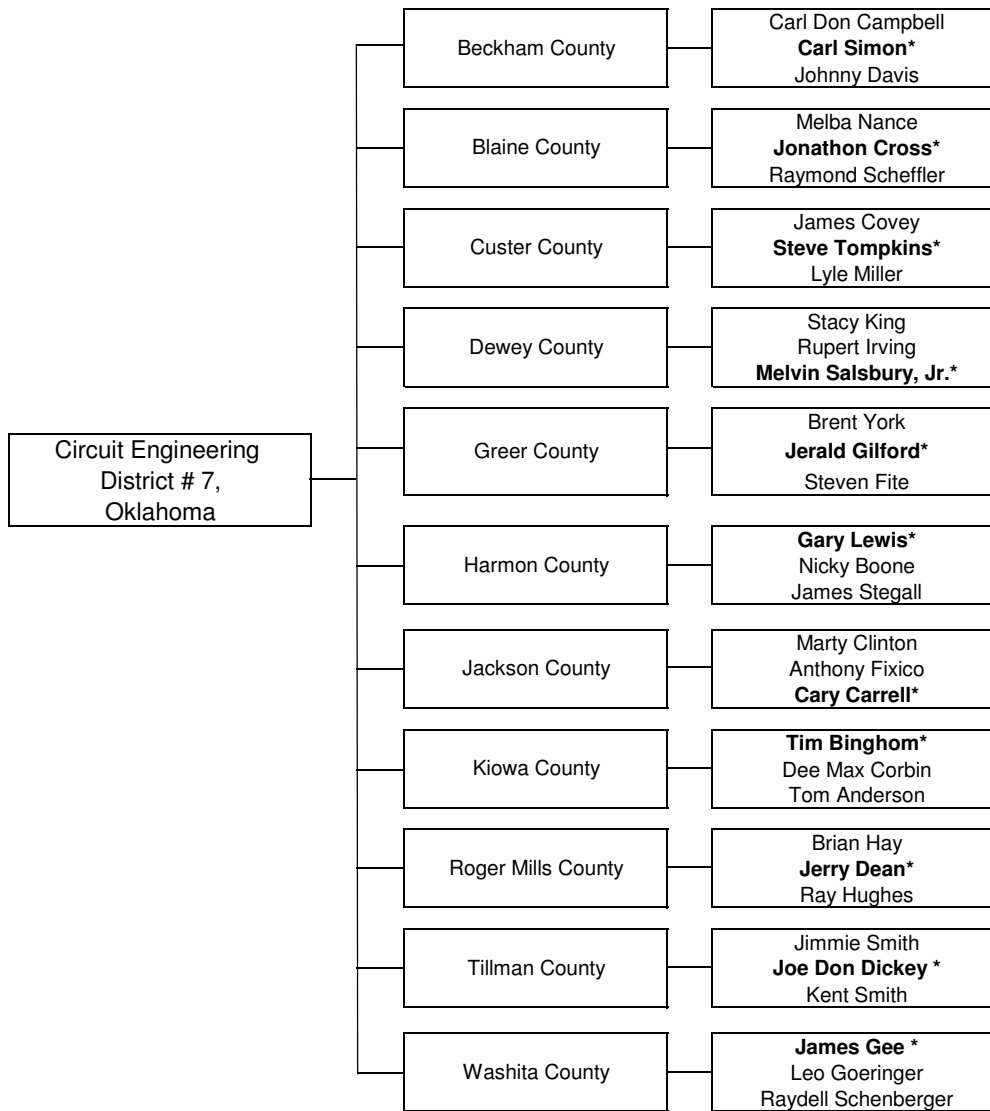 Circuit Engineering
District # 7,
Oklahoma
Beckham County
Carl Don Campbell
Carl Simon*
Johnny Davis
Blaine County
Melba Nance
Jonathon Cross*
Raymond Scheffler
Custer County
James Covey
Steve Tompkins*
Lyle Miller
Dewey County
Stacy King
Rupert Irving
Melvin Salsbury, Jr.*
Greer County
Brent York
Jerald Gilford*
Steven Fite
Harmon County
Gary Lewis*
Nicky Boone
James Stegall
Jackson County
Marty Clinton
Anthony Fixico
Cary Carrell*
Kiowa County
Tim Binghom*
Dee Max Corbin
Tom Anderson
Roger Mills County
Brian Hay
Jerry Dean*
Ray Hughes
Tillman County
Jimmie Smith
Joe Don Dickey *
Kent Smith
Washita County
James Gee *
Leo Goeringer
Raydell Schenberger